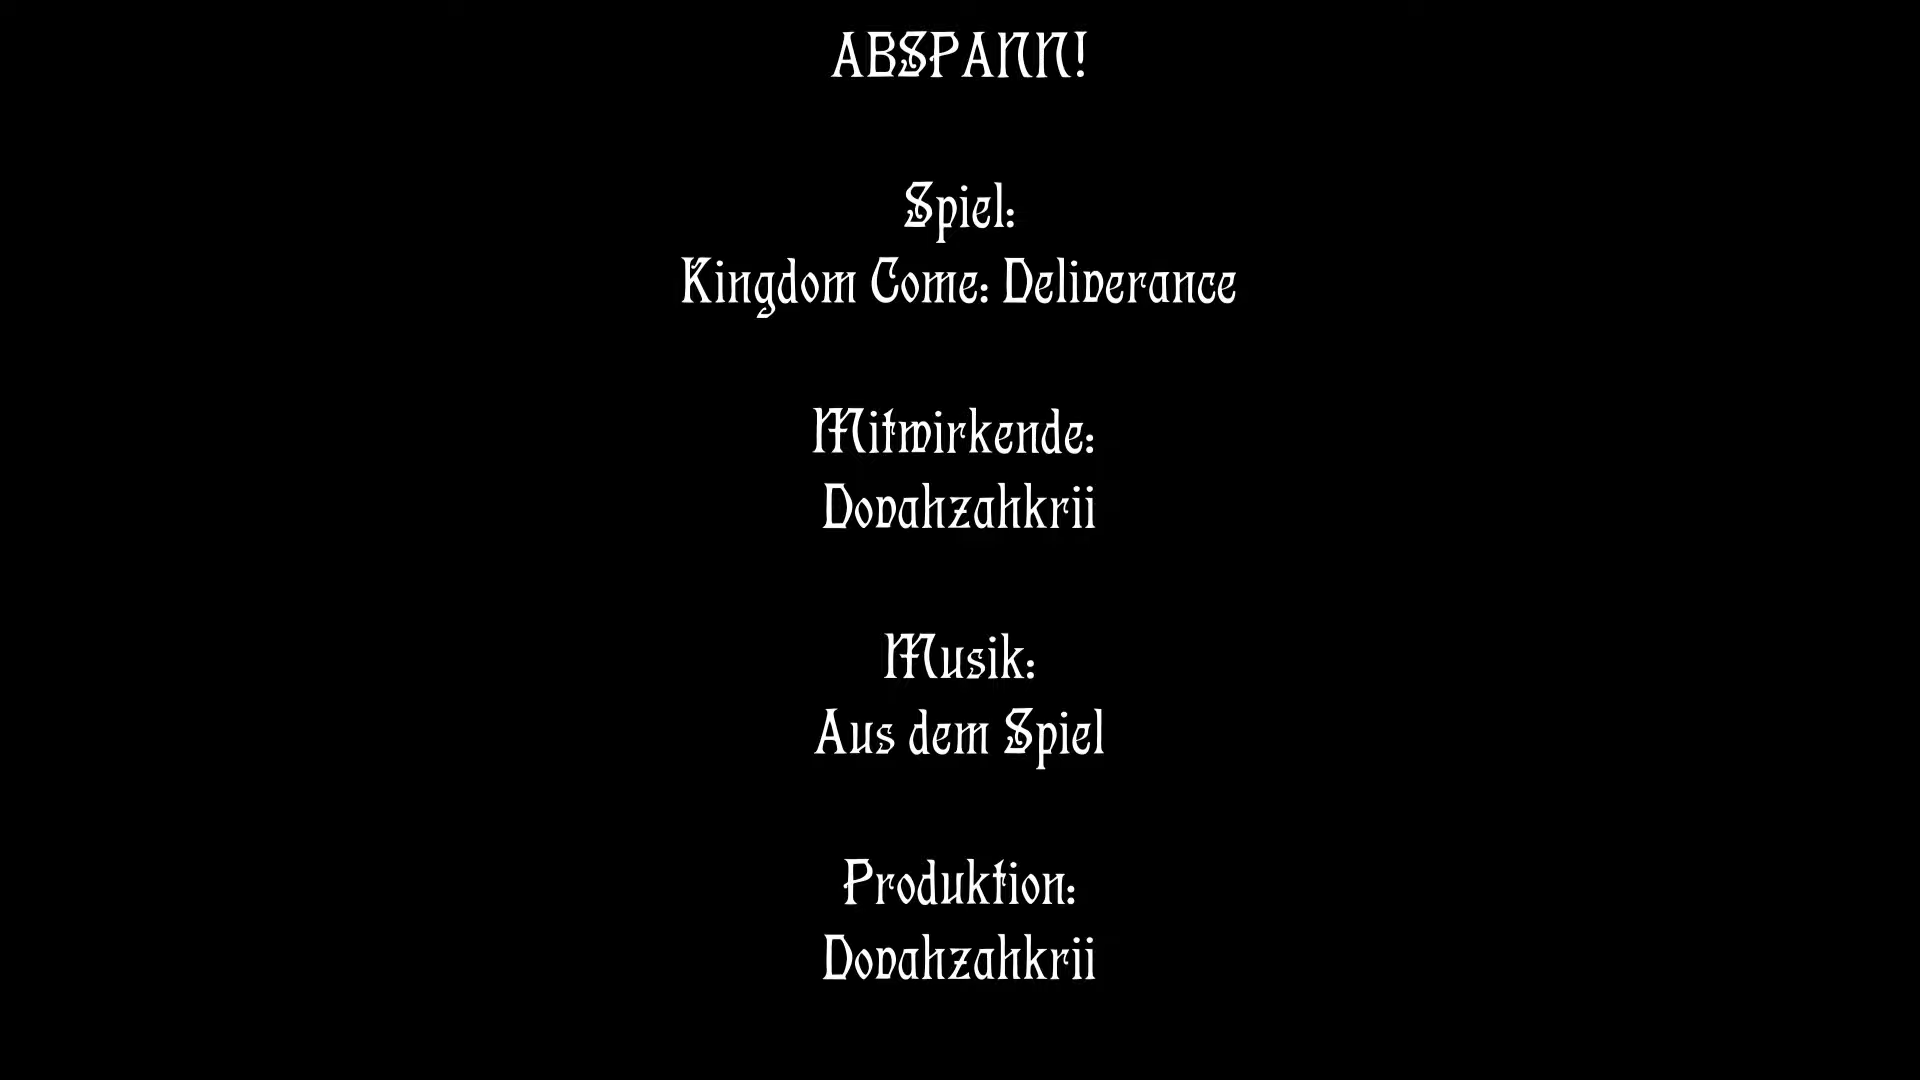 ABSPANN!
Spiel:
Kingdom Come: Deliverance
Mitwirkende:
Dovahzahkrii
Musik:
Aus dem Spiel
Produktion:
Dovahzahkrii